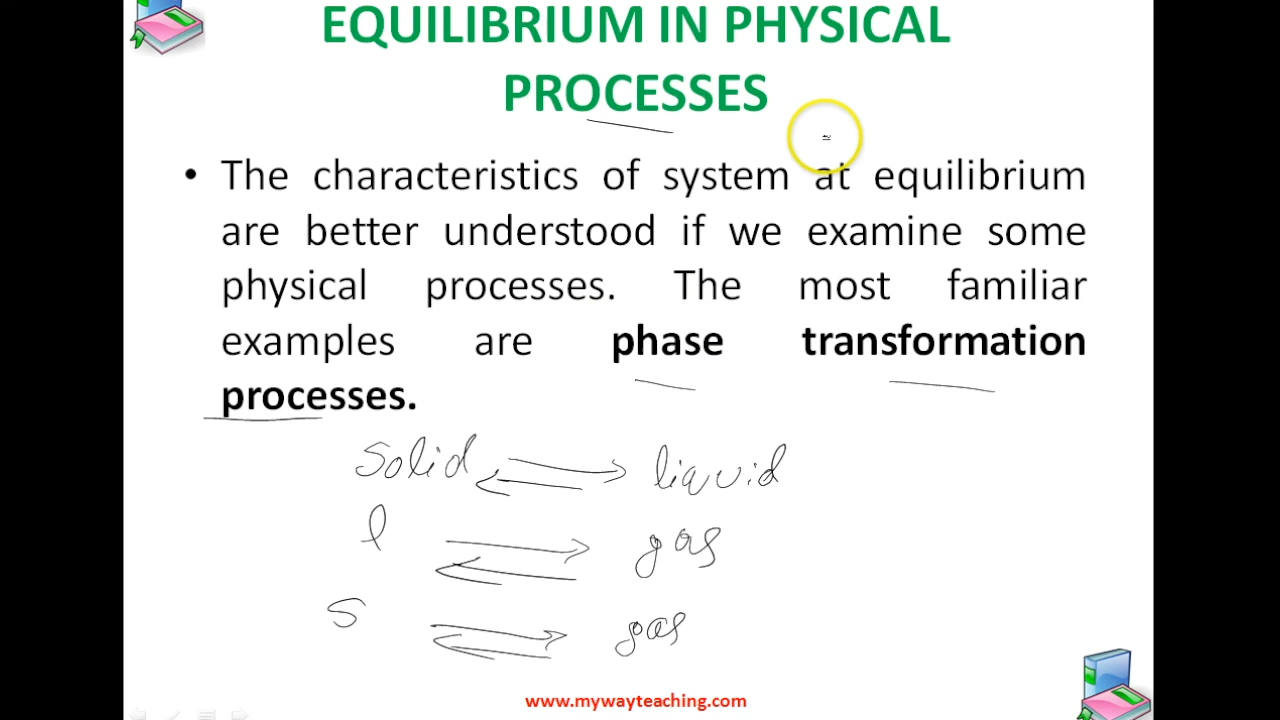 EQUILIBRIUM IN PHYSICAL
PROCESSES
• The characteristics of system at equilibrium
are better understood if we examine some
physical processes. The most familiar
examples are phase transformation
processes.
solid ⇌ liquid
l ⇌ gas
s ⇌ gas
www.mywayteaching.com